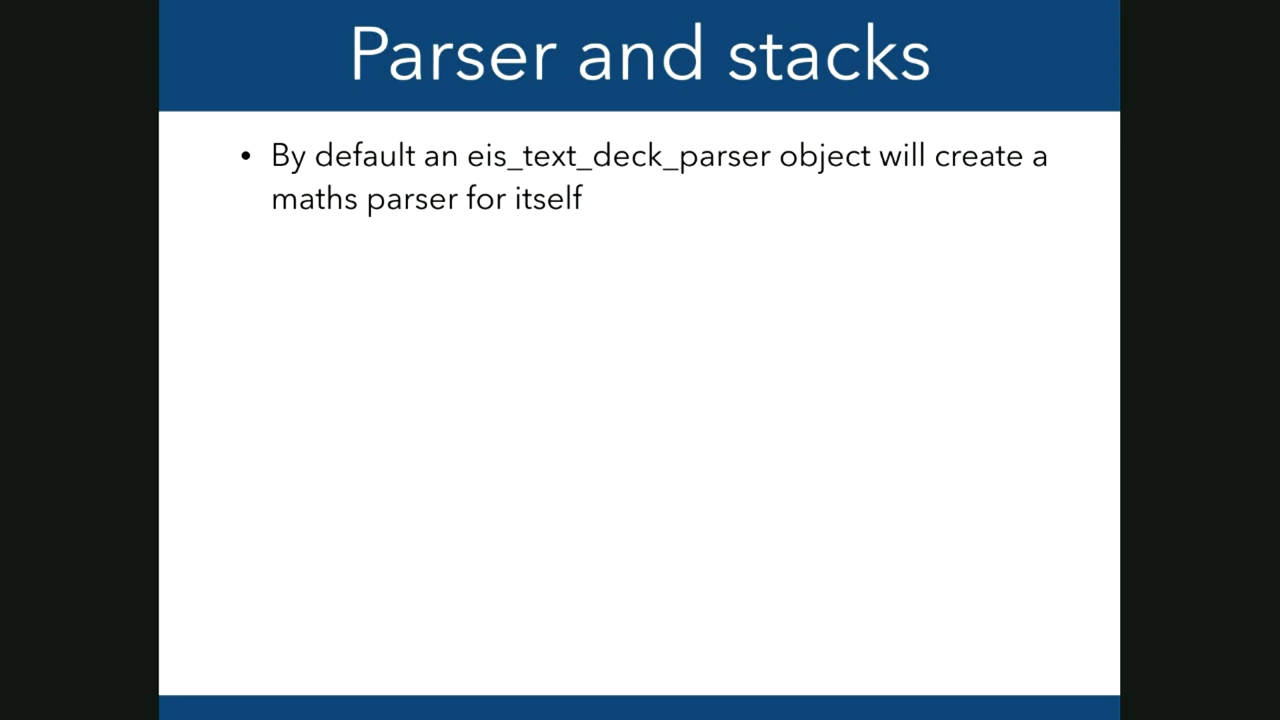 Parser and stacks
• By default an eis_text_deck_parser object will create a
maths parser for itself